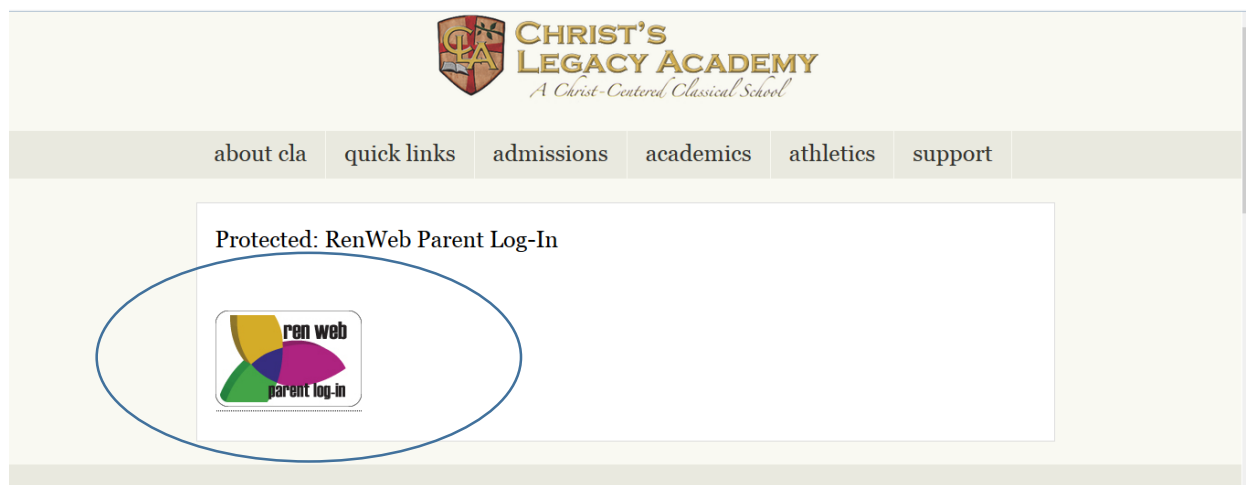 CLA
CHRIST'S
LEGACY ACADEMY
A Christ-Centered Classical School
about cla quick links admissions academics athletics support
Protected: RenWeb Parent Log-In
ren web
parent log-in